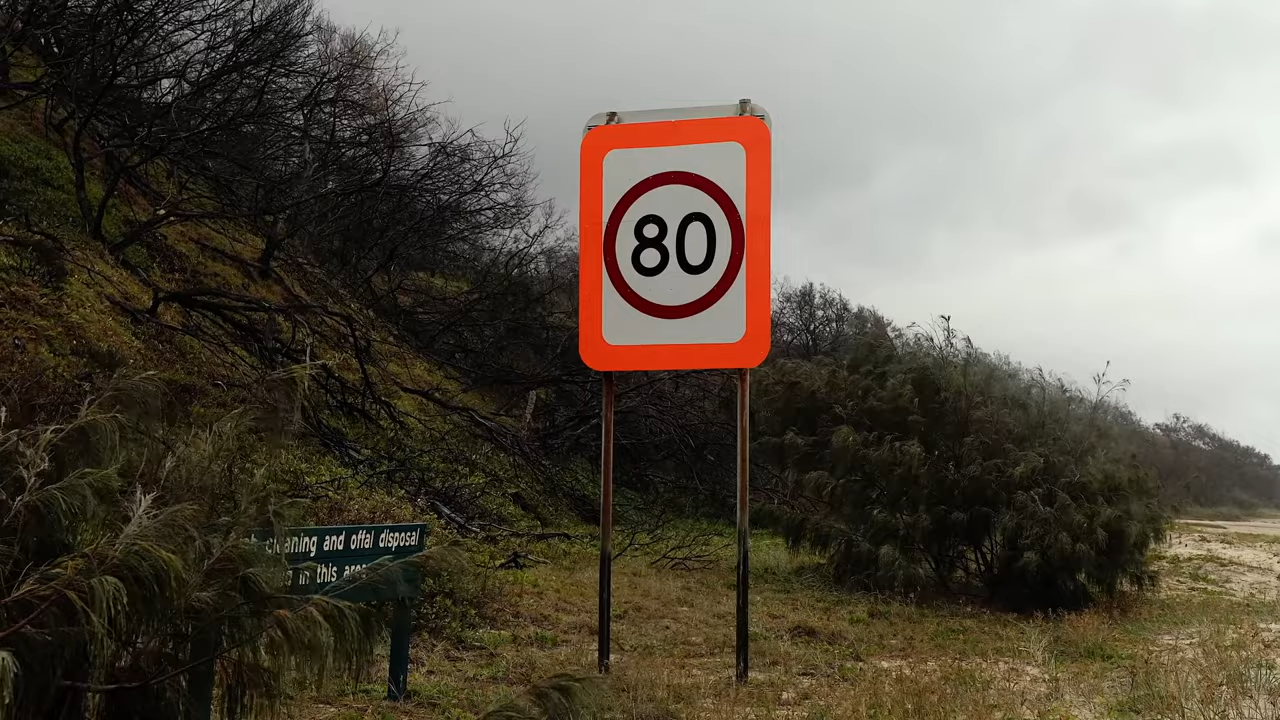 80
cleaning and offal disposal
in this area